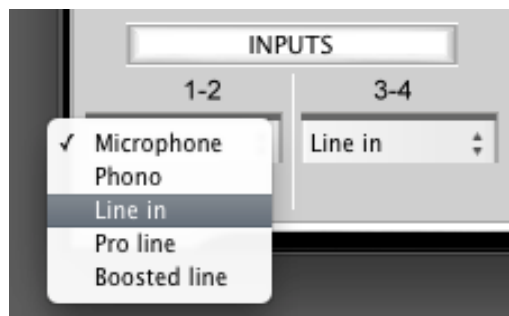 INPUTS
1-2 3-4
✓ Microphone Line in
Phono
Line in
Pro line
Boosted line